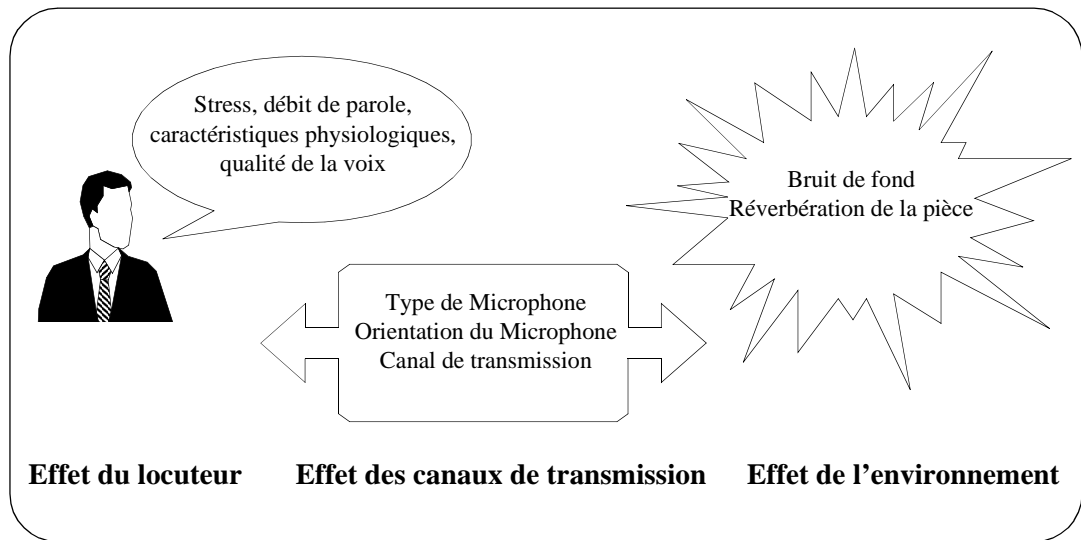 Stress, débit de parole,
caractéristiques physiologiques,
qualité de la voix
Bruit de fond
Réverbération de la pièce
Type de Microphone
Orientation du Microphone
Canal de transmission
Effet du locuteur
Effet des canaux de transmission
Effet de l’environnement